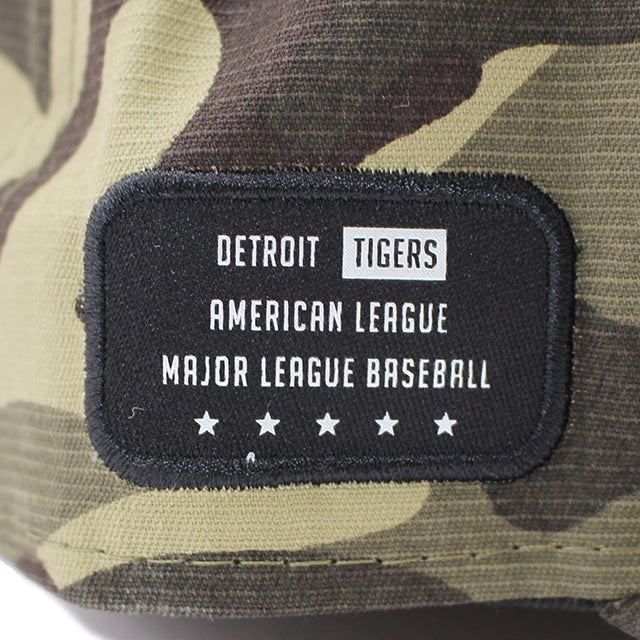 DETROIT TIGERS
AMERICAN LEAGUE
MAJOR LEAGUE BASEBALL